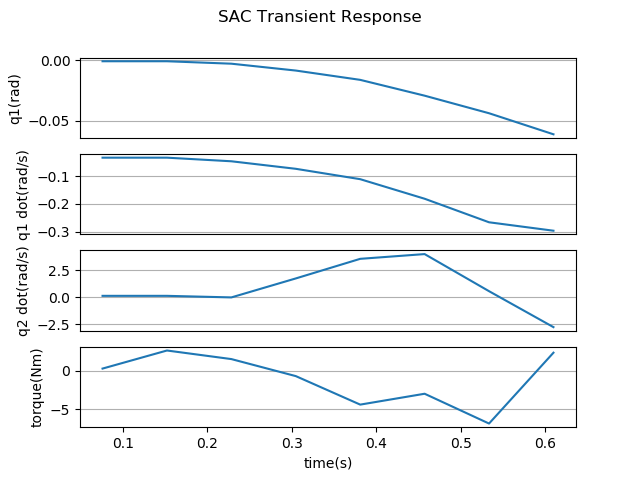 SAC Transient Response
0.00
−0.05
q1(rad)
−0.1
−0.2
−0.3
q1 dot(rad/s)
2.5
0.0
−2.5
q2 dot(rad/s)
0
−5
torque(Nm)
0.1 0.2 0.3 0.4 0.5 0.6
time(s)